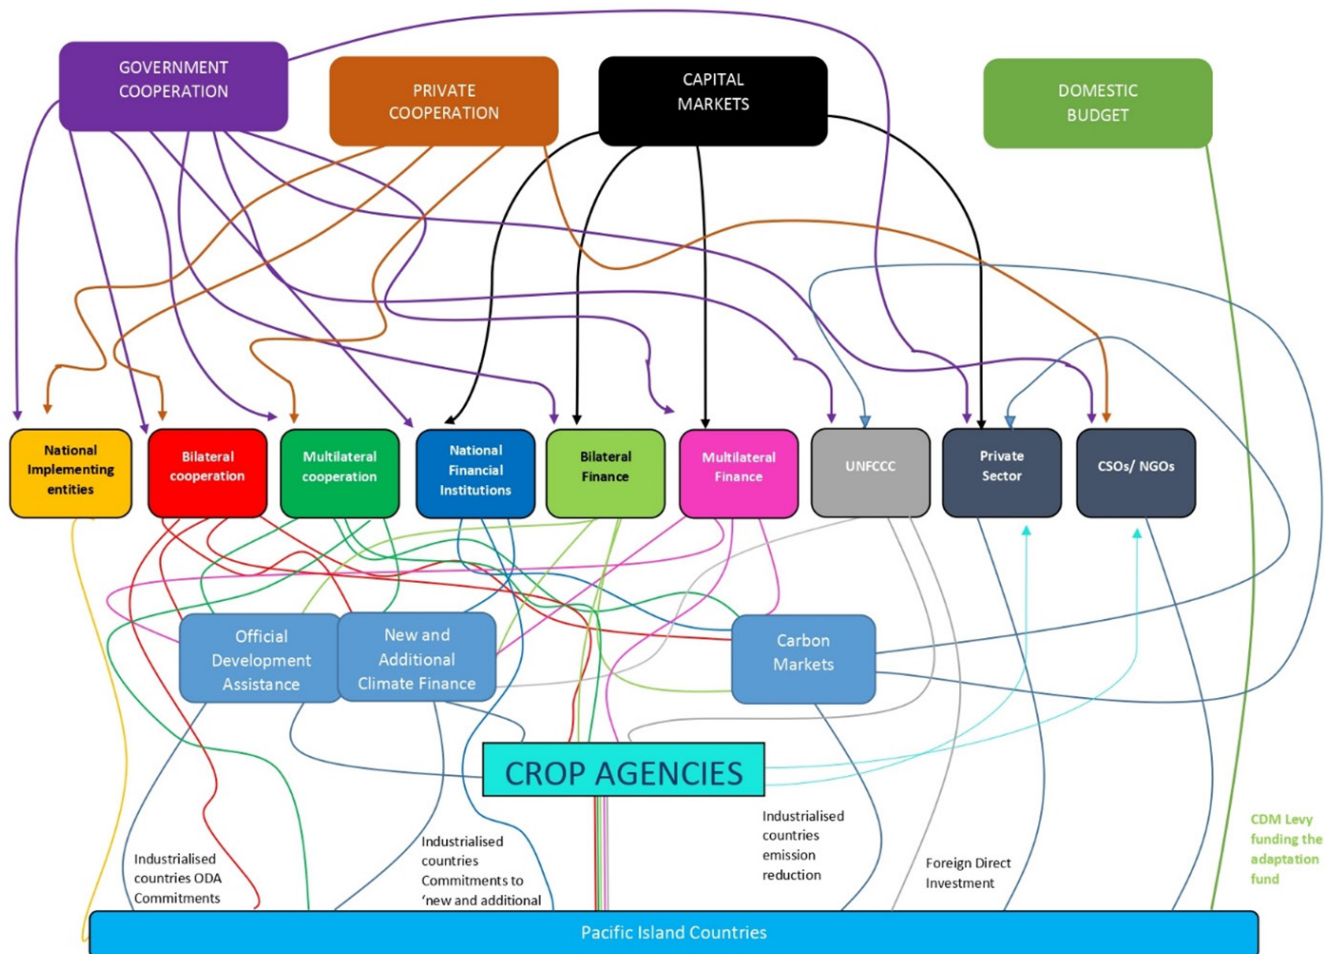 GOVERNMENT
COOPERATION
PRIVATE
COOPERATION
CAPITAL
MARKETS
DOMESTIC
BUDGET
National
Implementing
entities
Bilateral
cooperation
Multilateral
cooperation
National
Financial
Institutions
Bilateral
Finance
Multilateral
Finance
UNFCCC
Private
Sector
CSOs/ NGOs
Official
Development
Assistance
New and
Additional
Climate Finance
Carbon
Markets
CROP AGENCIES
Industrialised
countries ODA
Commitments
Industrialised
countries
Commitments to
‘new and additional
Industrialised
countries
emission
reduction
Foreign Direct
Investment
CDM Levy
funding the
adaptation
fund
Pacific Island Countries